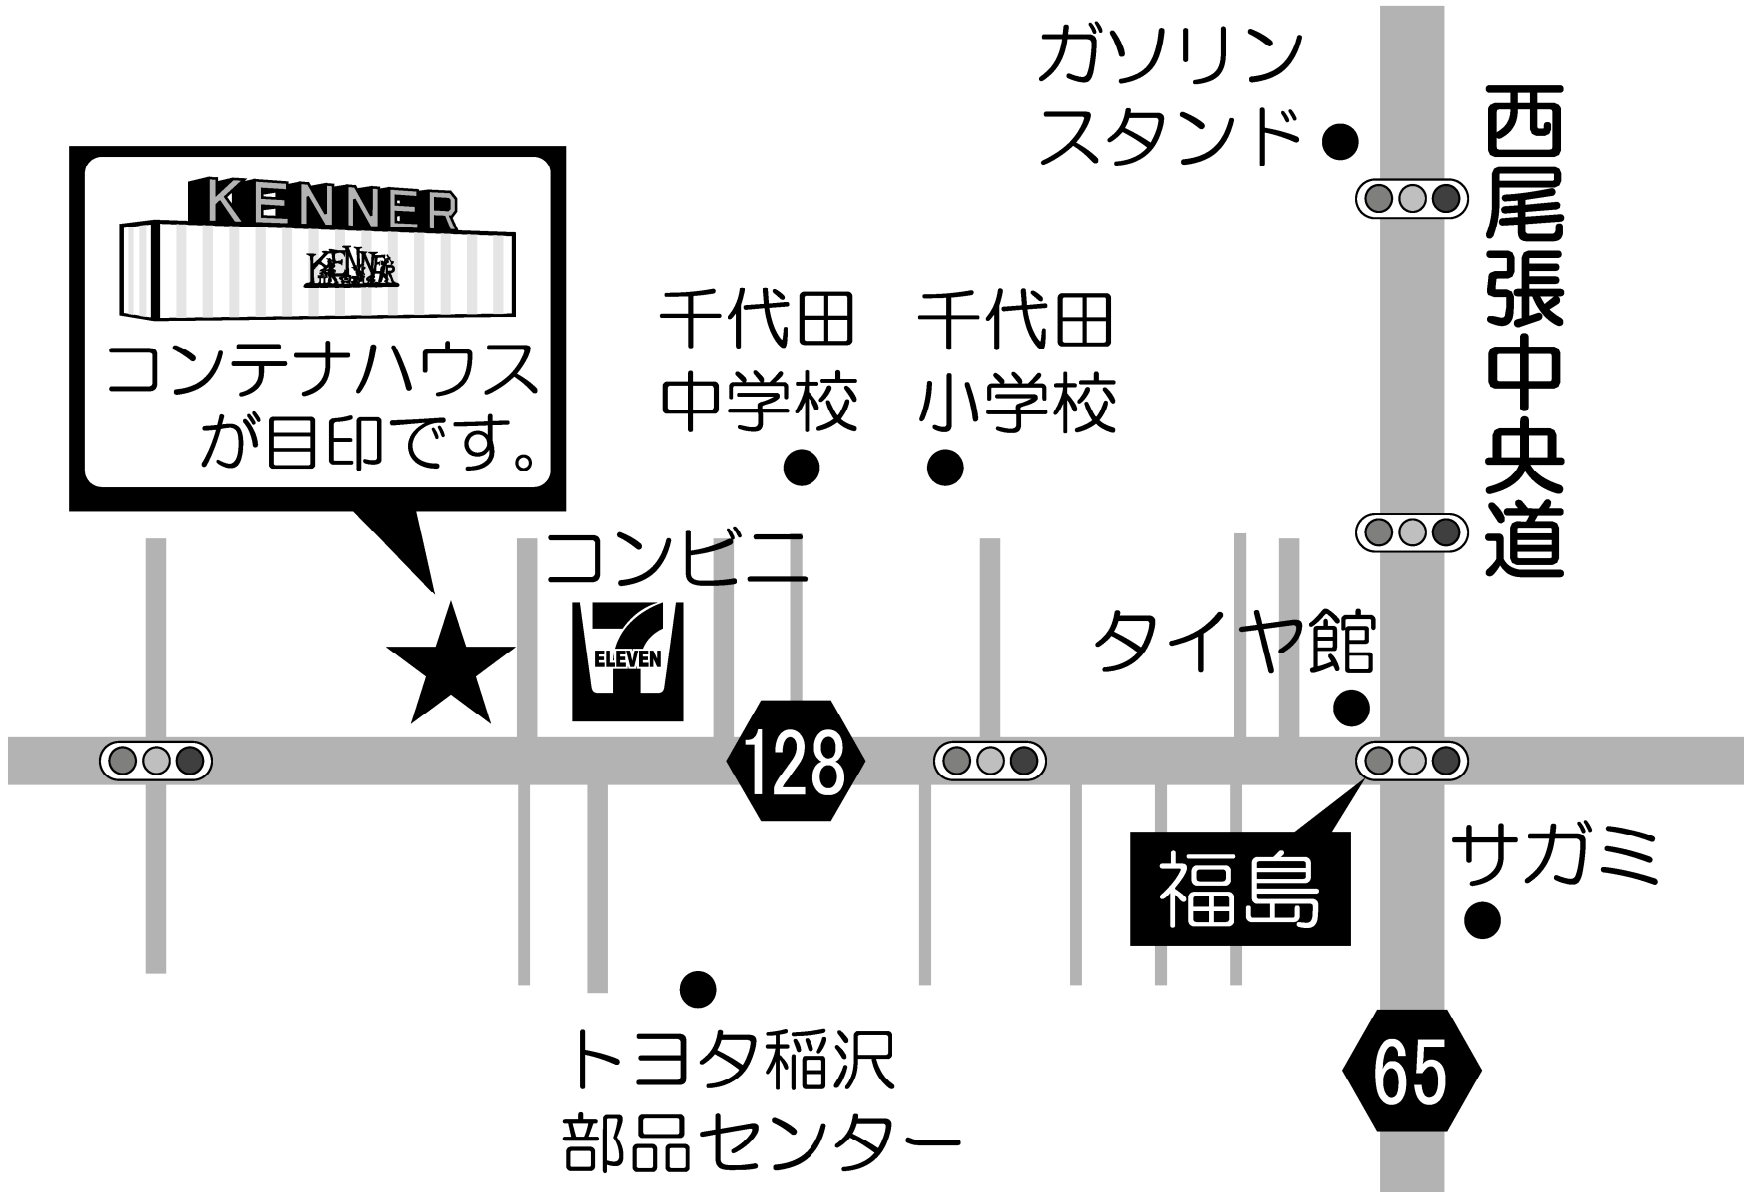 ガソリン
スタンド
西尾張中央道
KENNER
KENNER
コンテナハウス
が目印です。
千代田
中学校
千代田
小学校
コンビニ
7
ELEVEN
タイヤ館
128
福島
サガミ
トヨタ稲沢
部品センター
65